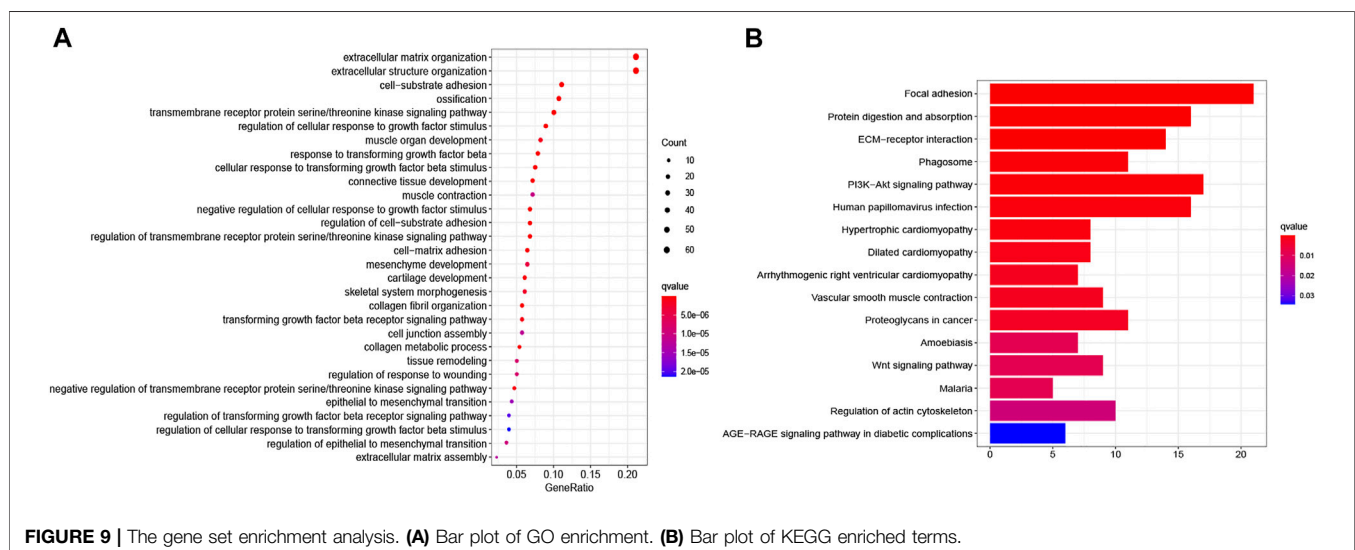 A
extracellular matrix organization
extracellular structure organization
cell−substrate adhesion
ossification
transmembrane receptor protein serine/threonine kinase signaling pathway
regulation of cellular response to growth factor stimulus
muscle organ development
response to transforming growth factor beta
cellular response to transforming growth factor beta stimulus
connective tissue development
muscle contraction
negative regulation of cellular response to growth factor stimulus
regulation of cell−substrate adhesion
regulation of transmembrane receptor protein serine/threonine kinase signaling pathway
cell−matrix adhesion
mesenchyme development
cartilage development
skeletal system morphogenesis
collagen fibril organization
transforming growth factor beta receptor signaling pathway
cell junction assembly
collagen metabolic process
tissue remodeling
regulation of response to wounding
negative regulation of transmembrane receptor protein serine/threonine kinase signaling pathway
epithelial to mesenchymal transition
regulation of transforming growth factor beta receptor signaling pathway
regulation of cellular response to transforming growth factor beta stimulus
regulation of epithelial to mesenchymal transition
extracellular matrix assembly
0.05 0.10 0.15 0.20
GeneRatio
Count
10
20
30
40
50
60
qvalue
5.0e−06
1.0e−05
1.5e−05
2.0e−05
B
Focal adhesion
Protein digestion and absorption
ECM−receptor interaction
Phagosome
PI3K−Akt signaling pathway
Human papillomavirus infection
Hypertrophic cardiomyopathy
Dilated cardiomyopathy
Arrhythmogenic right ventricular cardiomyopathy
Vascular smooth muscle contraction
Proteoglycans in cancer
Amoebiasis
Wnt signaling pathway
Malaria
Regulation of actin cytoskeleton
AGE−RAGE signaling pathway in diabetic complications
0 5 10 15 20
qvalue
0.01
0.02
0.03
FIGURE 9 | The gene set enrichment analysis. (A) Bar plot of GO enrichment. (B) Bar plot of KEGG enriched terms.